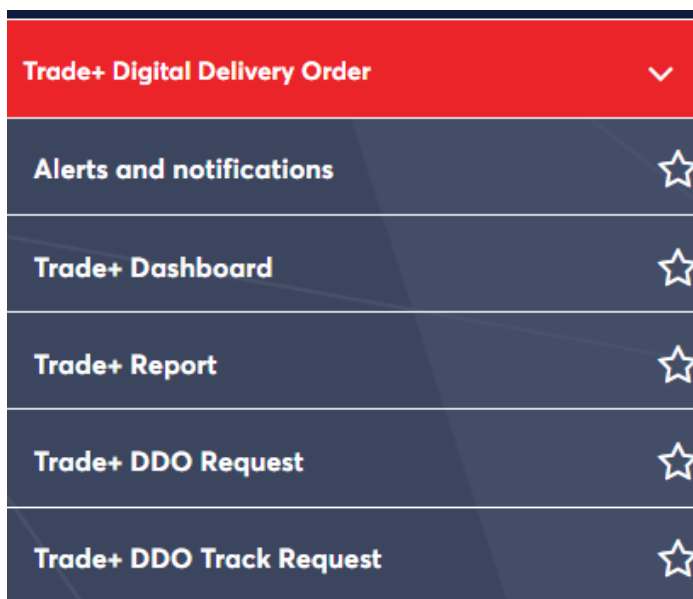 Trade+ Digital Delivery Order
Alerts and notifications
Trade+ Dashboard
Trade+ Report
Trade+ DDO Request
Trade+ DDO Track Request